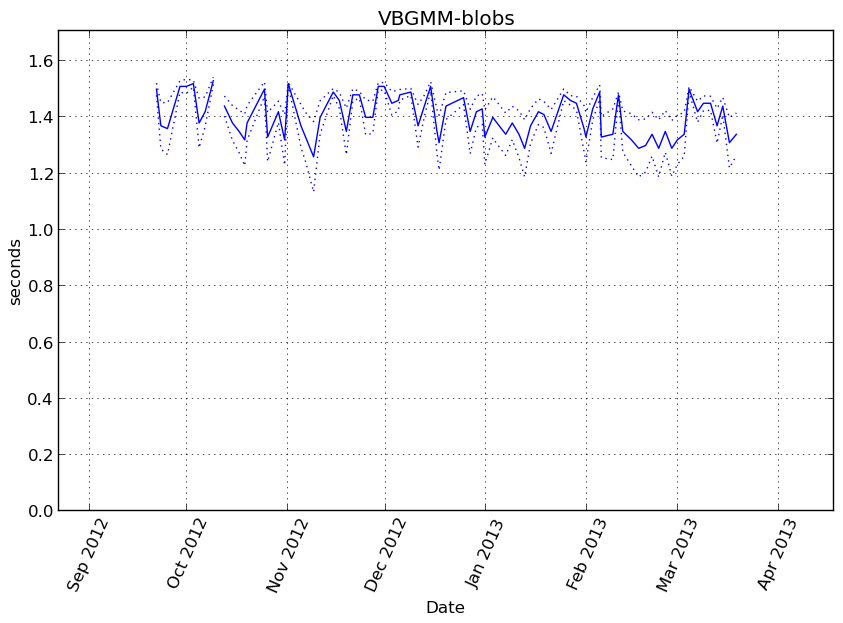 VBGMM-blobs
1.6
1.4
1.2
1.0
0.8
0.6
0.4
0.2
0.0
seconds
Sep 2012
Oct 2012
Nov 2012
Dec 2012
Jan 2013
Feb 2013
Mar 2013
Apr 2013
Date